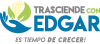 TRASCIENDE CON
EDGAR
ES TIEMPO DE CRECER!